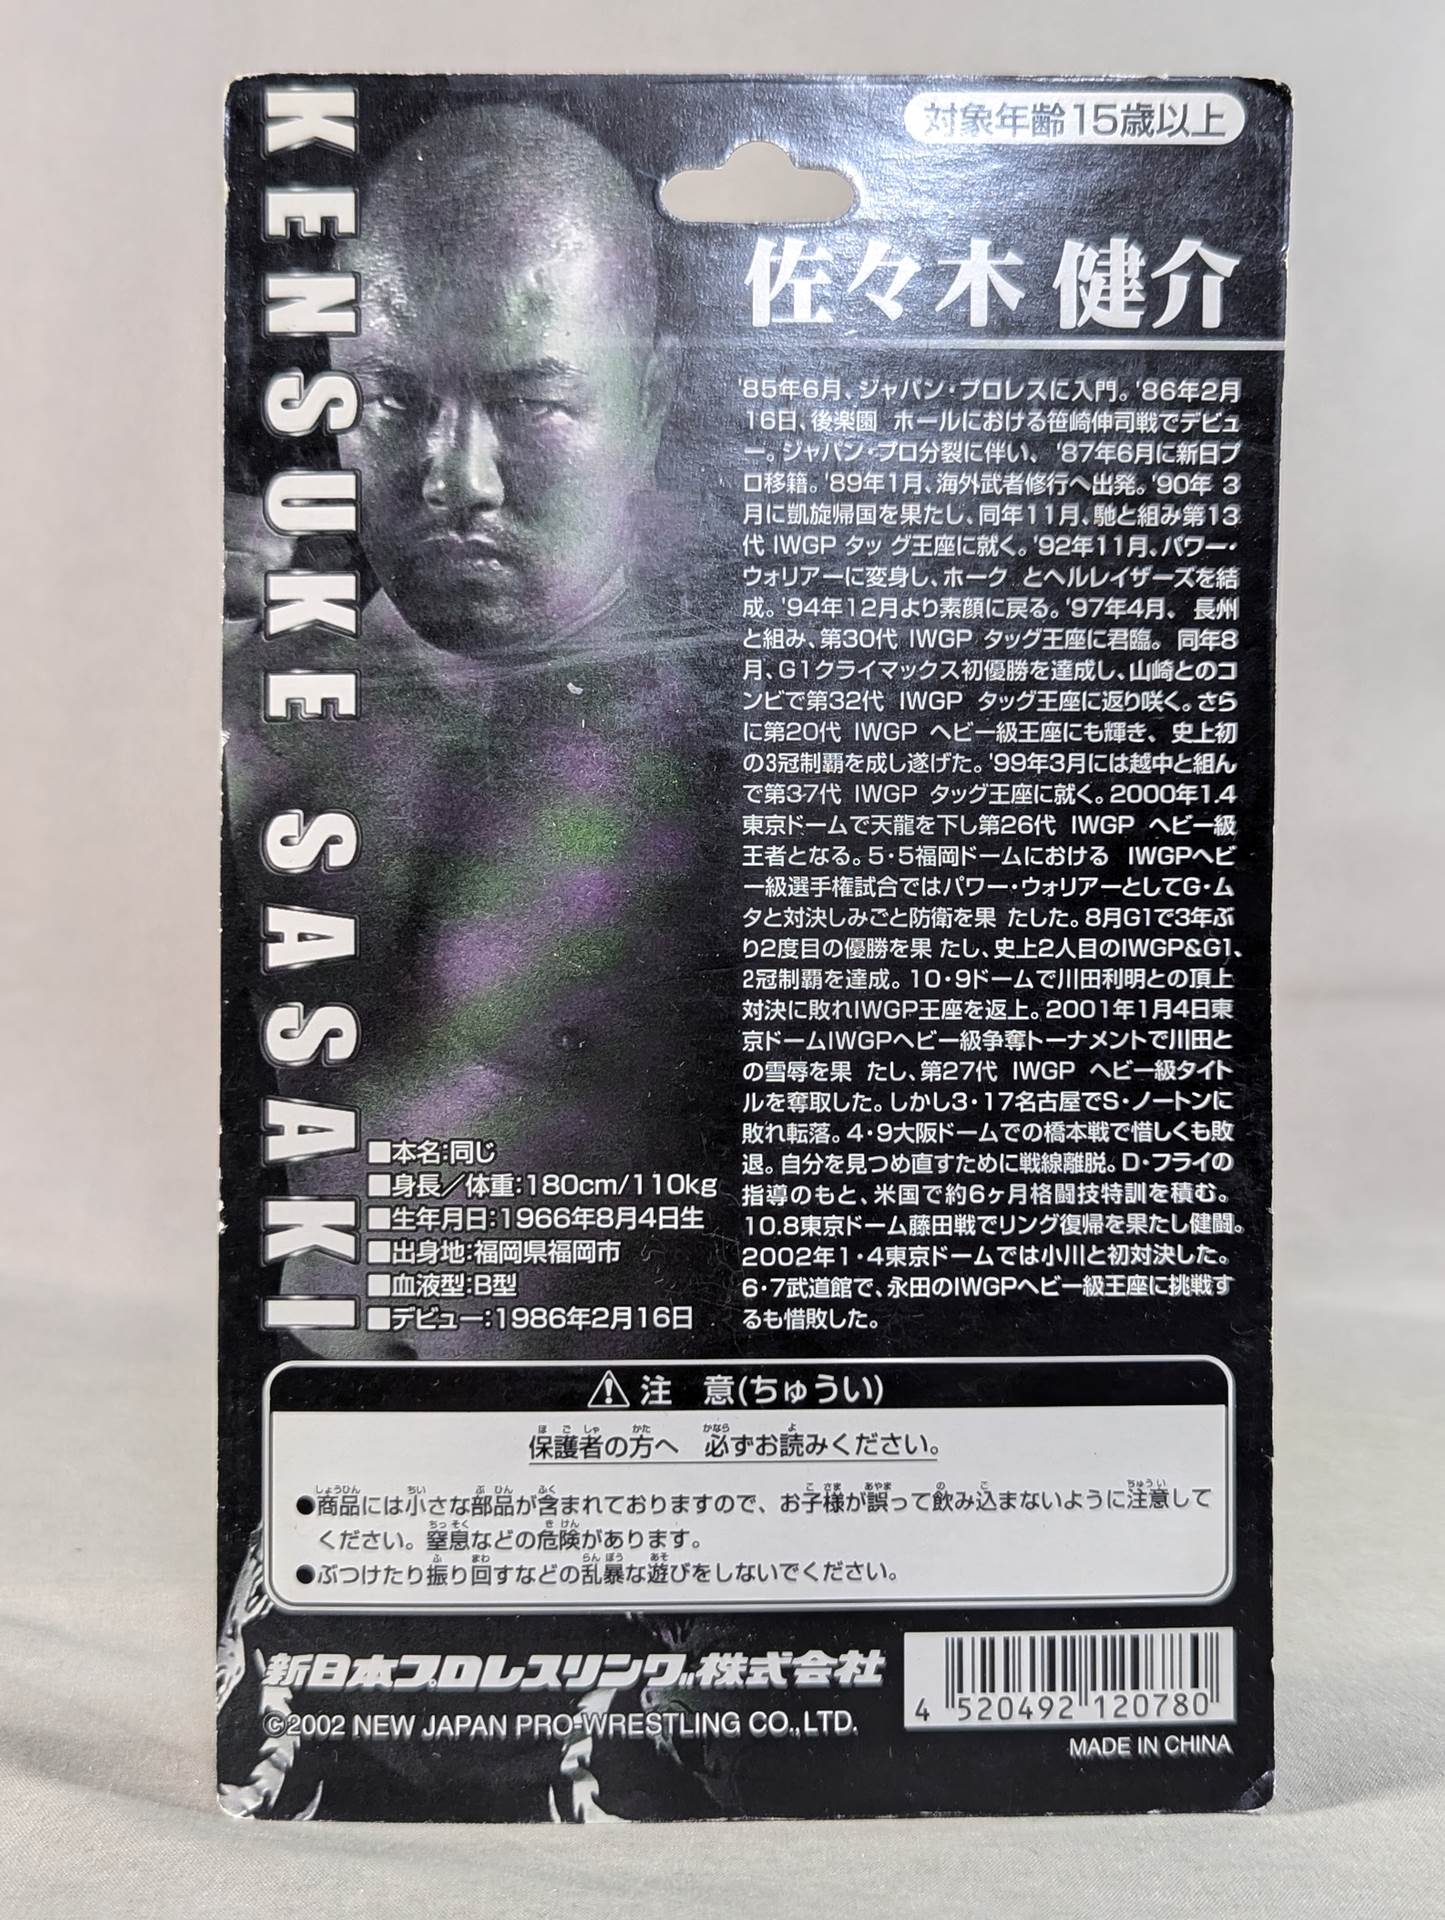 対象年齢15歳以上
KENSUKE SASAKI
佐々木 健介
'85年6月、ジャパン・プロレスに入門。'86年2月
16日、後楽園 ホールにおける笹崎伸司戦でデビュ
ー。ジャパン・プロ分裂に伴い、 '87年6月に新日プ
ロ移籍。'89年1月、海外武者修行へ出発。'90年 3
月に凱旋帰国を果たし、同年11月、馳と組み第13
代 IWGP タッ グ王座に就く。'92年11月、パワー・
ウォリアーに変身し、ホーク とヘルレイザーズを結
成。'94年12月より素顔に戻る。'97年4月、 長州
と組み、第30代 IWGP タッグ王座に君臨。 同年8
月、G1クライマックス初優勝を達成し、山崎とのコ
ンビで第32代 IWGP タッグ王座に返り咲く。さら
に第20代 IWGP ヘビー級王座にも輝き、 史上初
の3冠制覇を成し遂げた。'99年3月には越中と組ん
で第37代 IWGP タッグ王座に就く。2000年1.4
東京ドームで天龍を下し第26代 IWGP ヘビー級
王者となる。5・5福岡ドームにおける IWGPヘビ
ー級選手権試合ではパワー・ウォリアーとしてG・ム
タと対決しみごと防衛を果 たした。8月G1で3年ぶ
り2度目の優勝を果 たし、史上2人目のIWGP&G1、
2冠制覇を達成。10・9ドームで川田利明との頂上
対決に敗れIWGP王座を返上。2001年1月4日東
京ドームIWGPヘビー級争奪トーナメントで川田と
の雪辱を果 たし、第27代 IWGP ヘビー級タイト
ルを奪取した。しかし3・17名古屋でS・ノートンに
敗れ転落。4・9大阪ドームでの橋本戦で惜しくも敗
退。自分を見つめ直すために戦線離脱。D・フライの
指導のもと、米国で約6ヶ月格闘技特訓を積む。
10.8東京ドーム藤田戦でリング復帰を果たし健闘。
2002年1・4東京ドームでは小川と初対決した。
6・7武道館で、永田のIWGPヘビー級王座に挑戦す
るも惜敗した。
■本名:同じ
■身長／体重:180cm/110kg
■生年月日:1966年8月4日生
■出身地:福岡県福岡市
■血液型:B型
■デビュー:1986年2月16日
注 意(ちゅうい)
保護者の方へ 必ずお読みください。
●商品には小さな部品が含まれておりますので、お子様が誤って飲み込まないように注意して
ください。窒息などの危険があります。
●ぶつけたり振り回すなどの乱暴な遊びをしないでください。
新日本プロレスリング株式会社
©2002 NEW JAPAN PRO-WRESTLING CO.,LTD.
4 520492 120780
MADE IN CHINA